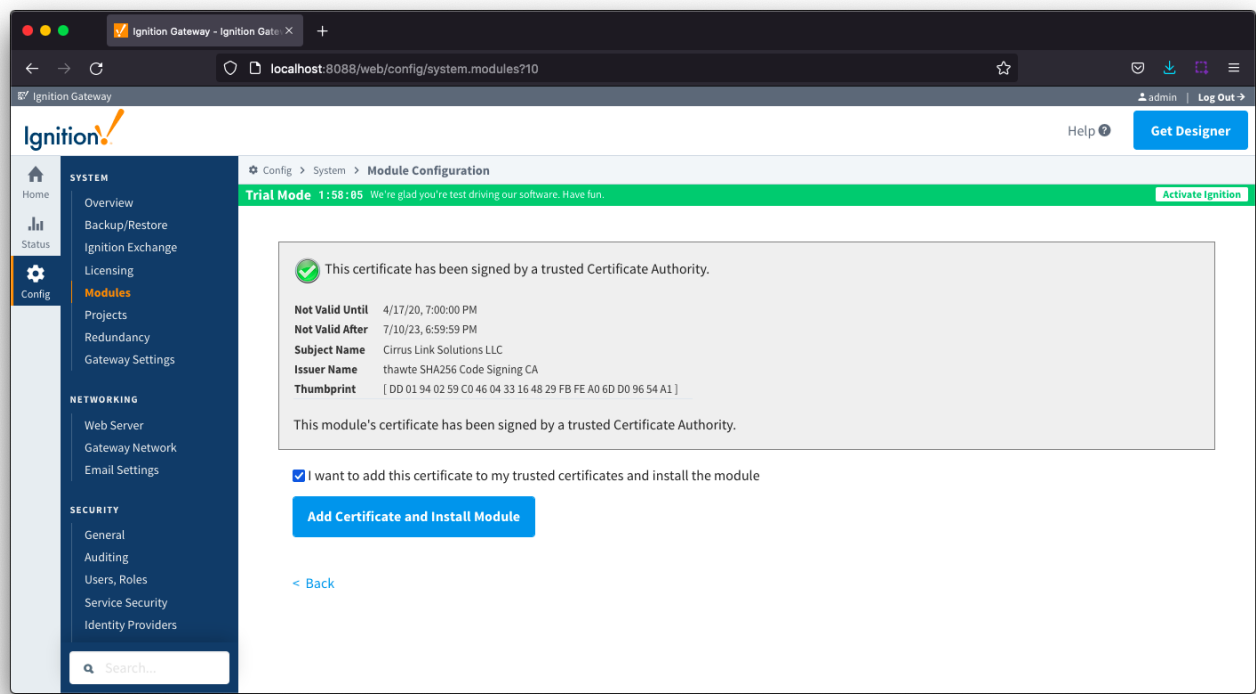 Ignition Gateway - Ignition Gate
localhost:8088/web/config/system.modules?10
Ignition Gateway
admin | Log Out
Ignition!
Help
Get Designer
Home
Status
Config
SYSTEM
Overview
Backup/Restore
Ignition Exchange
Licensing
Modules
Projects
Redundancy
Gateway Settings
NETWORKING
Web Server
Gateway Network
Email Settings
SECURITY
General
Auditing
Users, Roles
Service Security
Identity Providers
Search...
Config > System > Module Configuration
Trial Mode 1:58:05 We're glad you're test driving our software. Have fun.
Activate Ignition
This certificate has been signed by a trusted Certificate Authority.
Not Valid Until 4/17/20, 7:00:00 PM
Not Valid After 7/10/23, 6:59:59 PM
Subject Name Cirrus Link Solutions LLC
Issuer Name thawte SHA256 Code Signing CA
Thumbprint [ DD 01 94 02 59 C0 46 04 33 16 48 29 FB FE A0 6D D0 96 54 A1 ]
This module's certificate has been signed by a trusted Certificate Authority.
I want to add this certificate to my trusted certificates and install the module
Add Certificate and Install Module
< Back